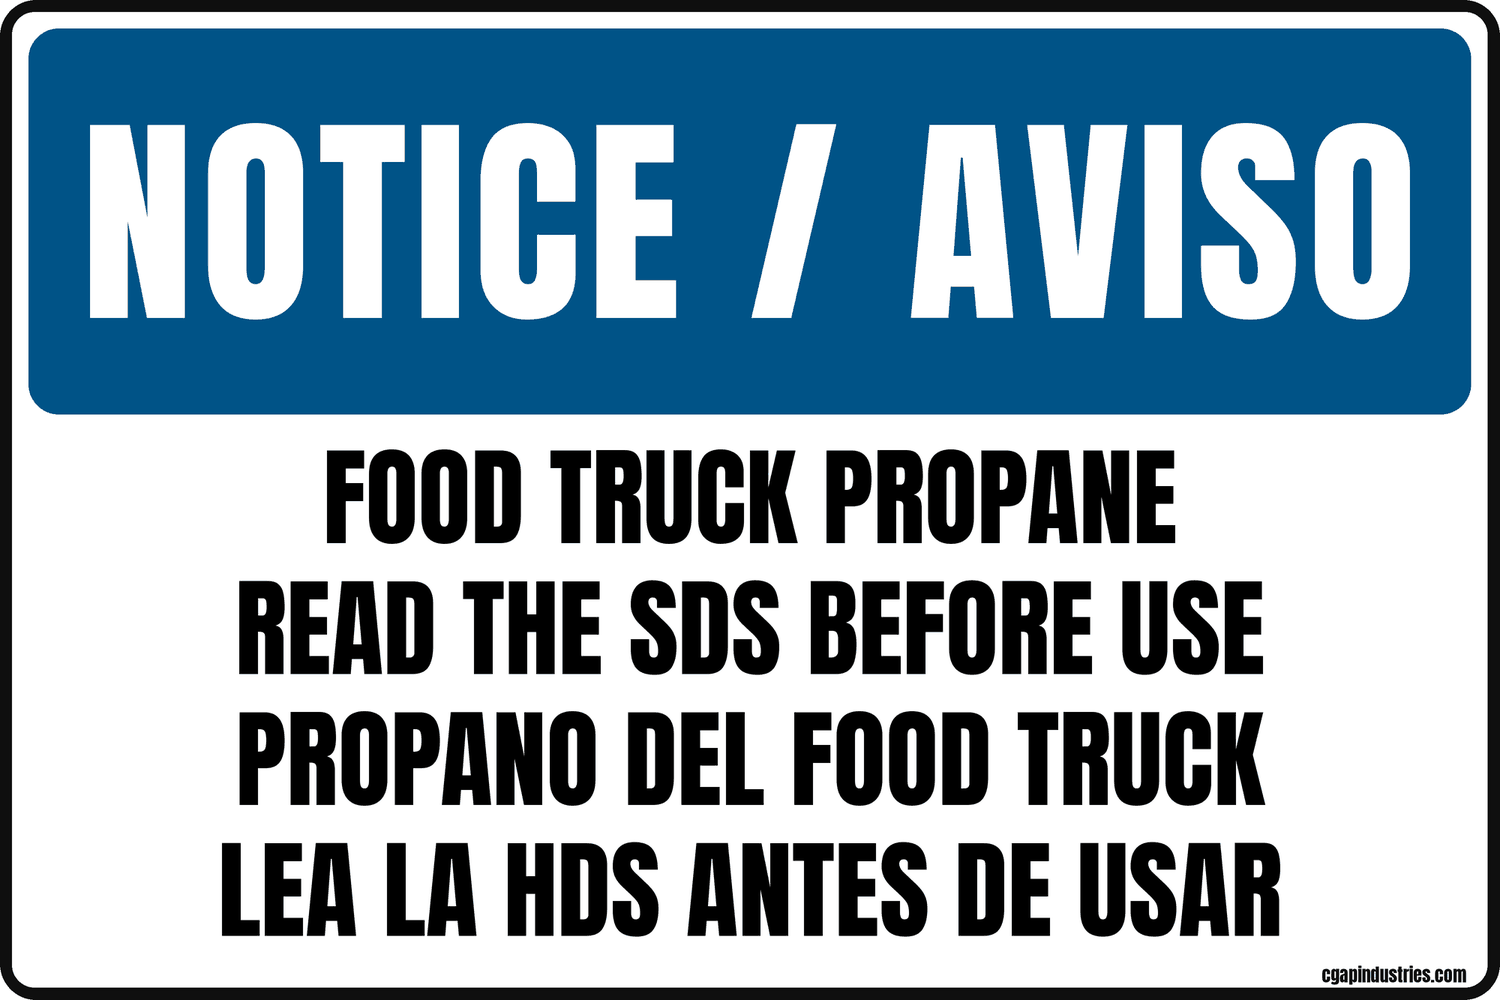 NOTICE / AVISO
FOOD TRUCK PROPANE
READ THE SDS BEFORE USE
PROPANO DEL FOOD TRUCK
LEA LA HDS ANTES DE USAR
cgapindustries.com